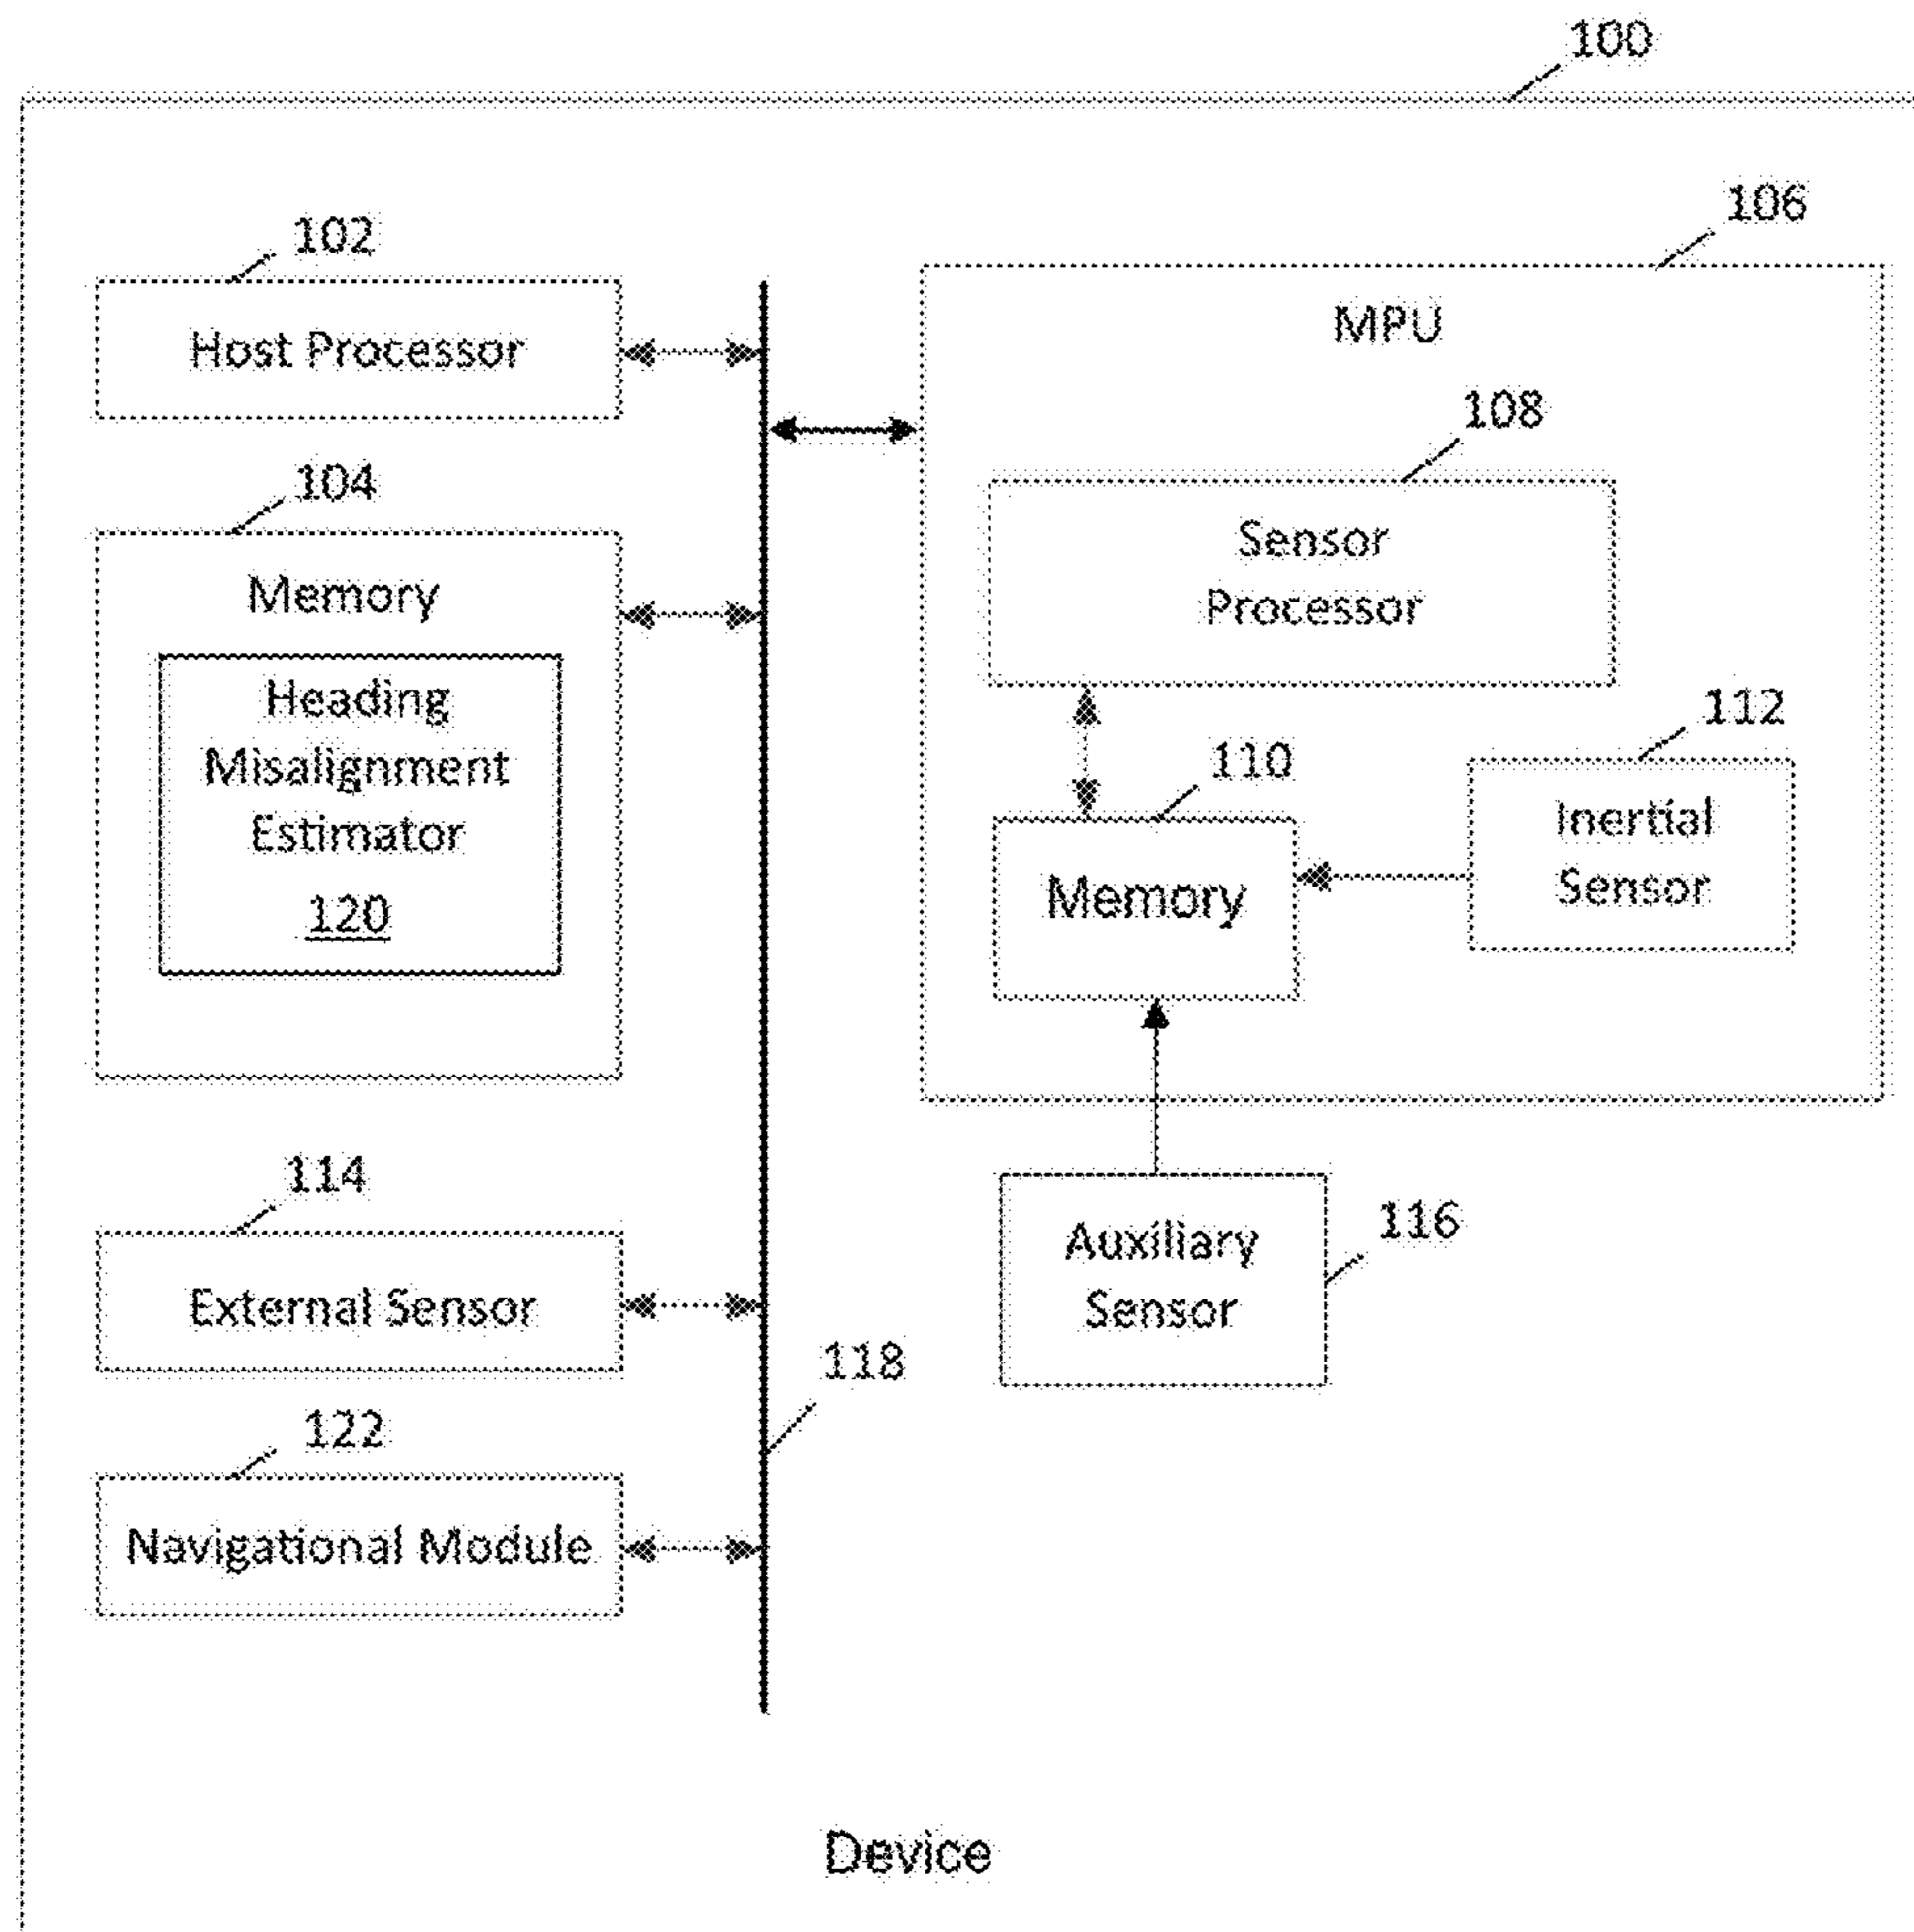 100
106
102
MPU
Host Processor
108
104
Sensor
Processor
Memory
Heading
Misalignment
Estimator
120
112
110
Inertial
Sensor
Memory
114
116
Auxiliary
Sensor
External Sensor
118
122
Navigational Module
Device